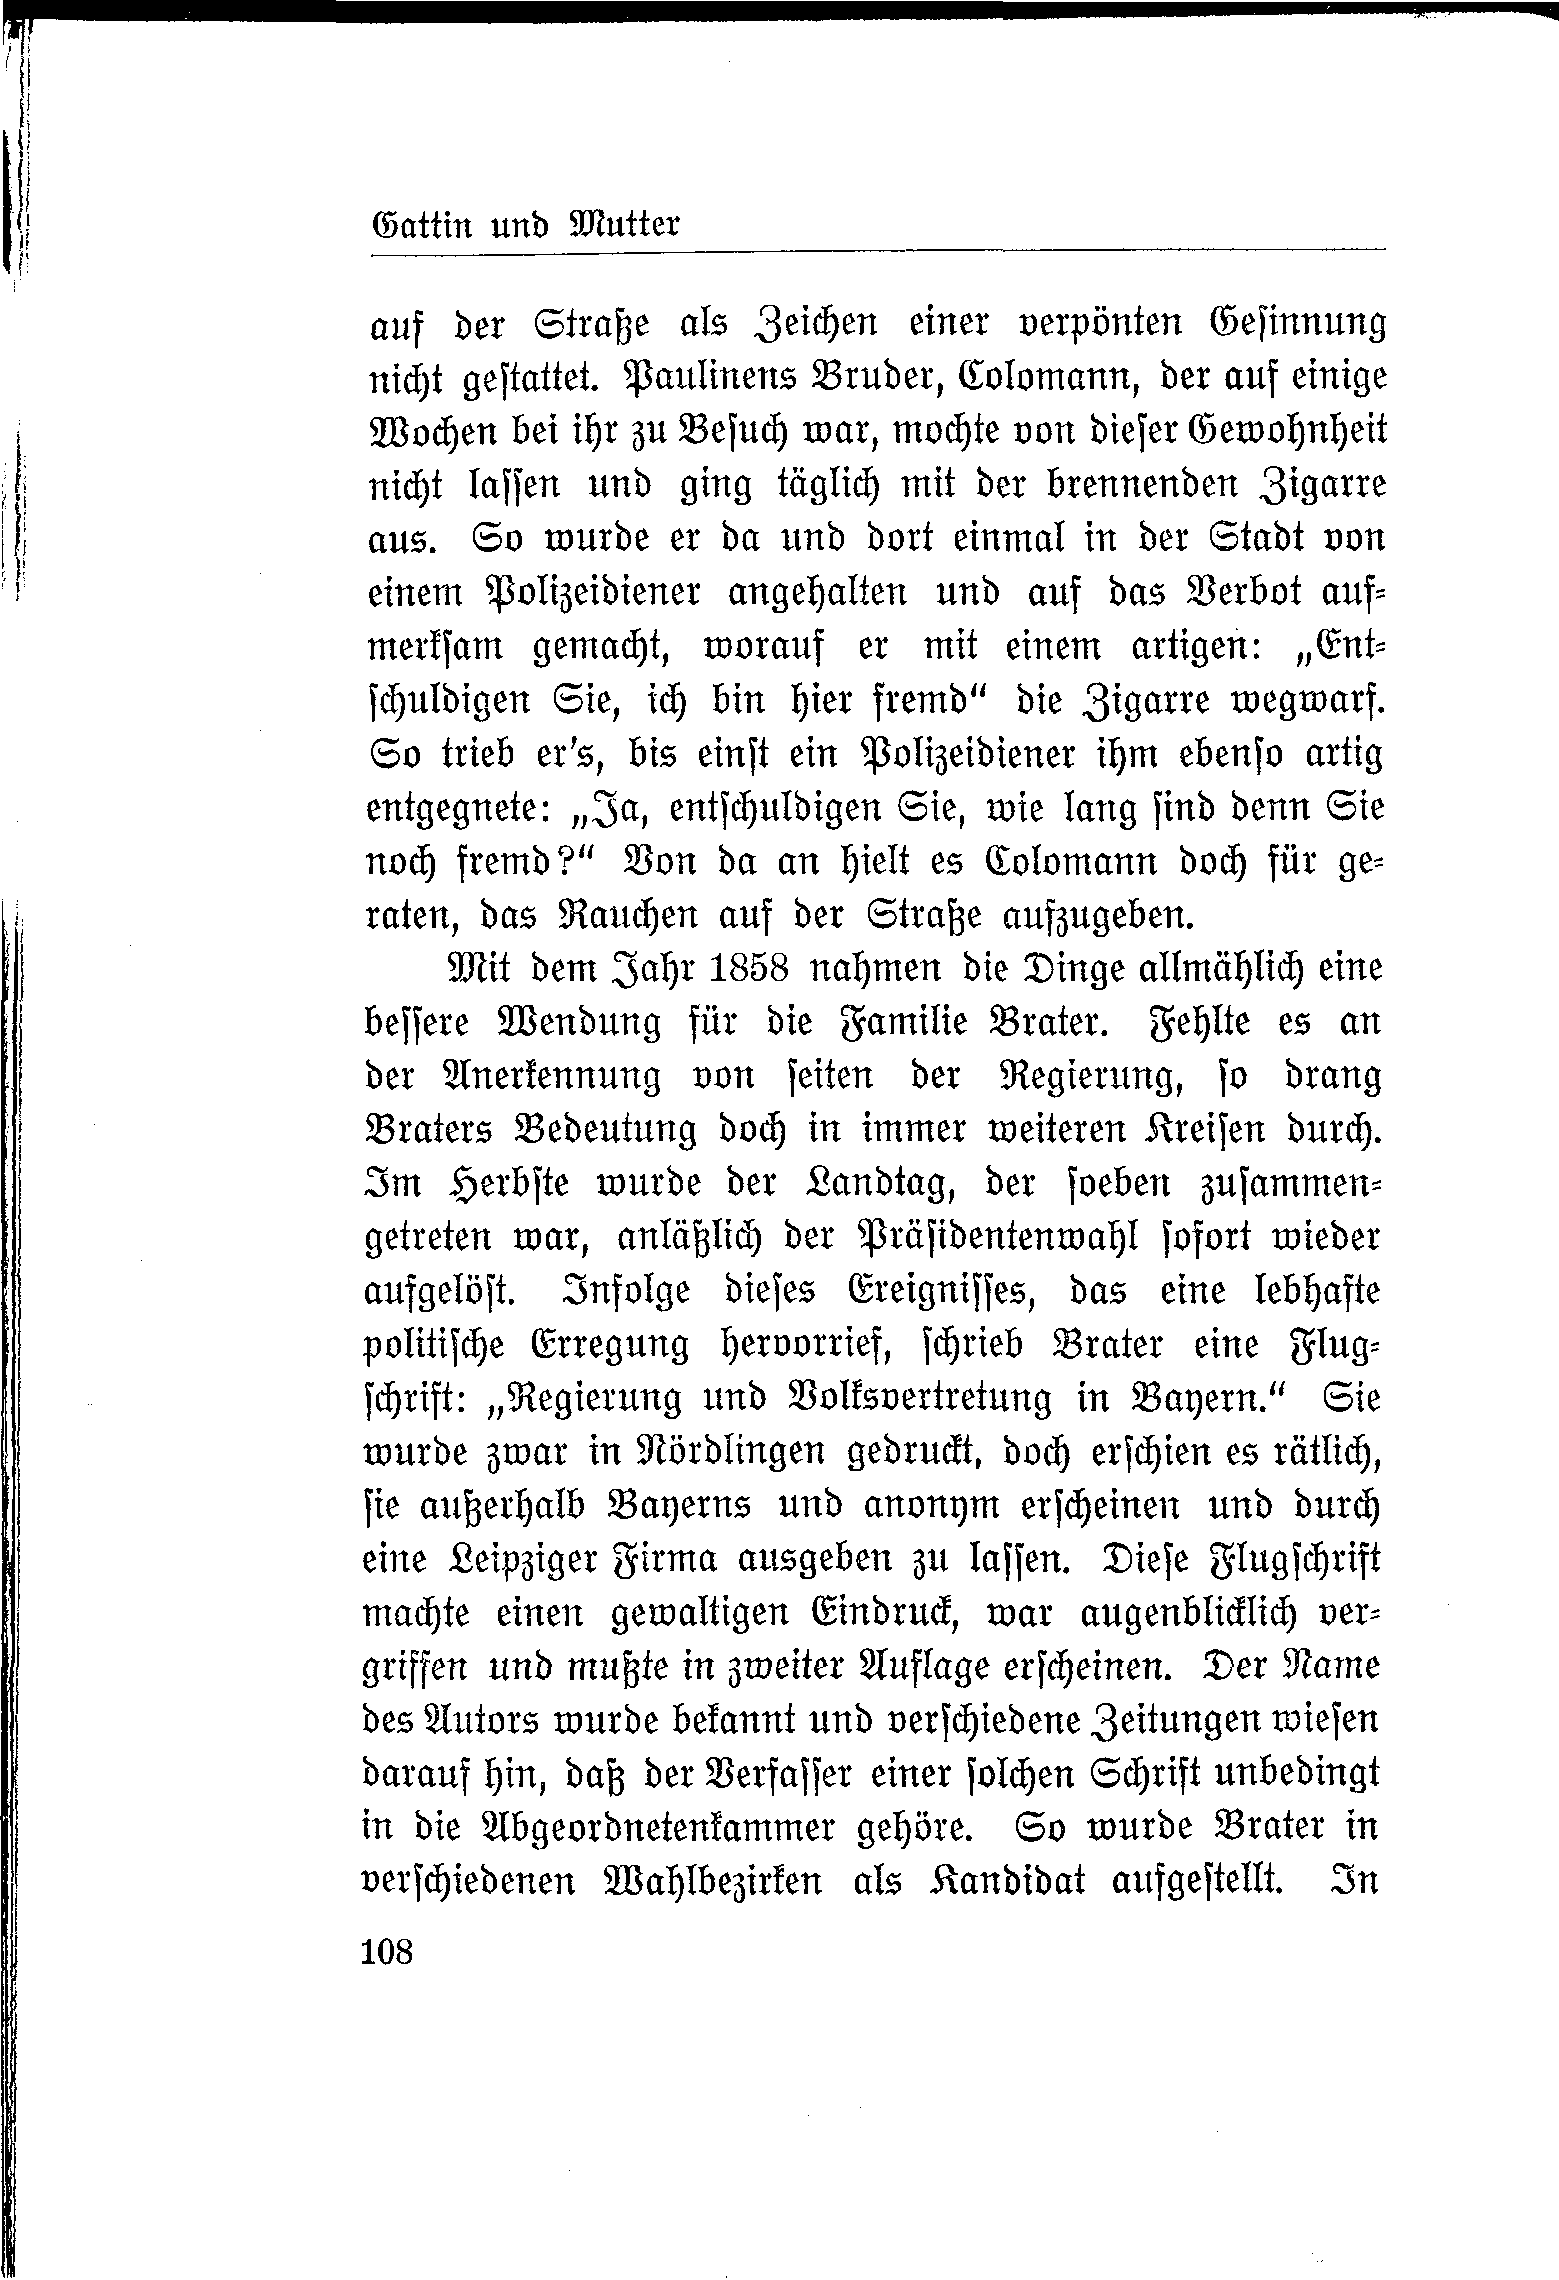 Gattin und Mutter
auf der Straße als Zeichen einer verpönten Gesinnung
nicht gestattet. Paulinens Bruder, Colomann, der auf einige
Wochen bei ihr zu Besuch war, mochte von dieser Gewohnheit
nicht lassen und ging täglich mit der brennenden Zigarre
aus. So wurde er da und dort einmal in der Stadt von
einem Polizeidiener angehalten und auf das Verbot auf-
merksam gemacht, worauf er mit einem artigen: „Ent-
schuldigen Sie, ich bin hier fremd“ die Zigarre wegwarf.
So trieb er's, bis einst ein Polizeidiener ihm ebenso artig
entgegnete: „Ja, entschuldigen Sie, wie lang sind denn Sie
noch fremd?“ Von da an hielt es Colomann doch für ge-
raten, das Rauchen auf der Straße aufzugeben.
Mit dem Jahr 1858 nahmen die Dinge allmählich eine
bessere Wendung für die Familie Brater. Fehlte es an
der Anerkennung von seiten der Regierung, so drang
Braters Bedeutung doch in immer weiteren Kreisen durch.
Im Herbste wurde der Landtag, der soeben zusammen-
getreten war, anläßlich der Präsidentenwahl sofort wieder
aufgelöst. Infolge dieses Ereignisses, das eine lebhafte
politische Erregung hervorrief, schrieb Brater eine Flug-
schrift: „Regierung und Volksvertretung in Bayern.“ Sie
wurde zwar in Nördlingen gedruckt, doch erschien es rätlich,
sie außerhalb Bayerns und anonym erscheinen und durch
eine Leipziger Firma ausgeben zu lassen. Diese Flugschrift
machte einen gewaltigen Eindruck, war augenblicklich ver-
griffen und mußte in zweiter Auflage erscheinen. Der Name
des Autors wurde bekannt und verschiedene Zeitungen wiesen
darauf hin, daß der Verfasser einer solchen Schrift unbedingt
in die Abgeordnetenkammer gehöre. So wurde Brater in
verschiedenen Wahlbezirken als Kandidat aufgestellt. In
108